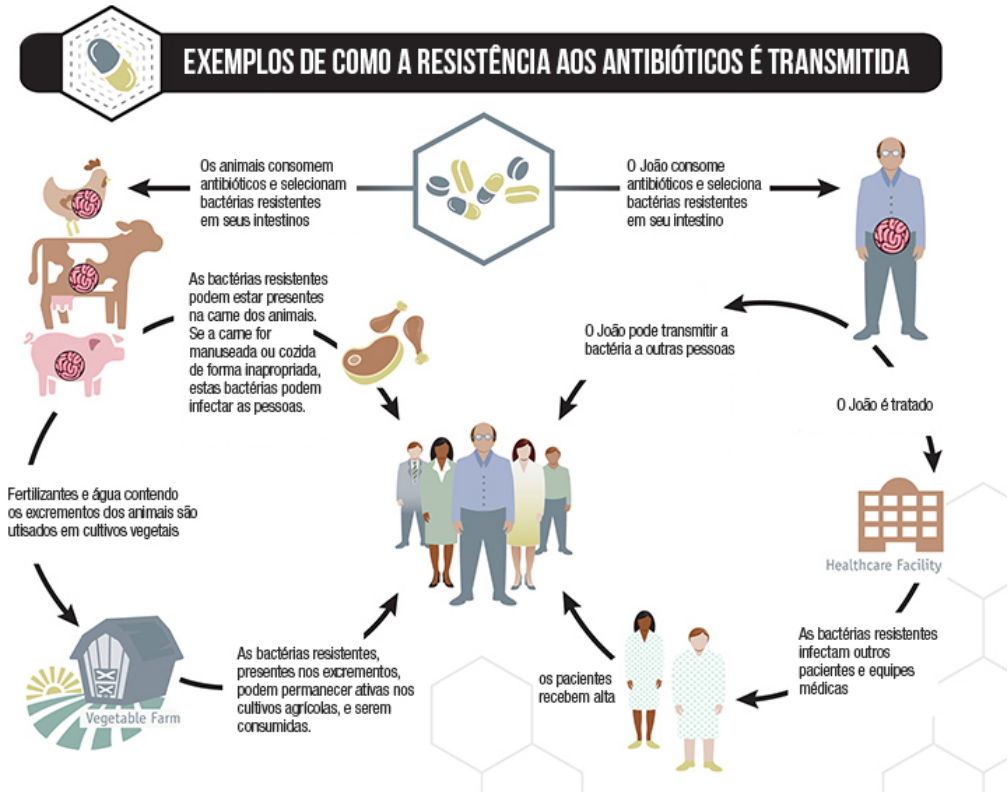 EXEMPLOS DE COMO A RESISTÊNCIA AOS ANTIBIÓTICOS É TRANSMITIDA
Os animais consomem
antibióticos e selecionam
bactérias resistentes
em seus intestinos
O João consome
antibióticos e seleciona
bactérias resistentes
em seu intestino
As bactérias resistentes
podem estar presentes
na carne dos animais.
Se a carne for
manuseada ou cozida
de forma inapropriada,
estas bactérias podem
infectar as pessoas.
O João pode transmitir a
bactéria a outras pessoas
O João é tratado
Fertilizantes e água contendo
os excrementos dos animais são
utisados em cultivos vegetais
Healthcare Facility
As bactérias resistentes
infectam outros
pacientes e equipes
médicas
os pacientes
recebem alta
As bactérias resistentes,
presentes nos excrementos,
podem permanecer ativas nos
cultivos agrícolas, e serem
consumidas.
Vegetable Farm